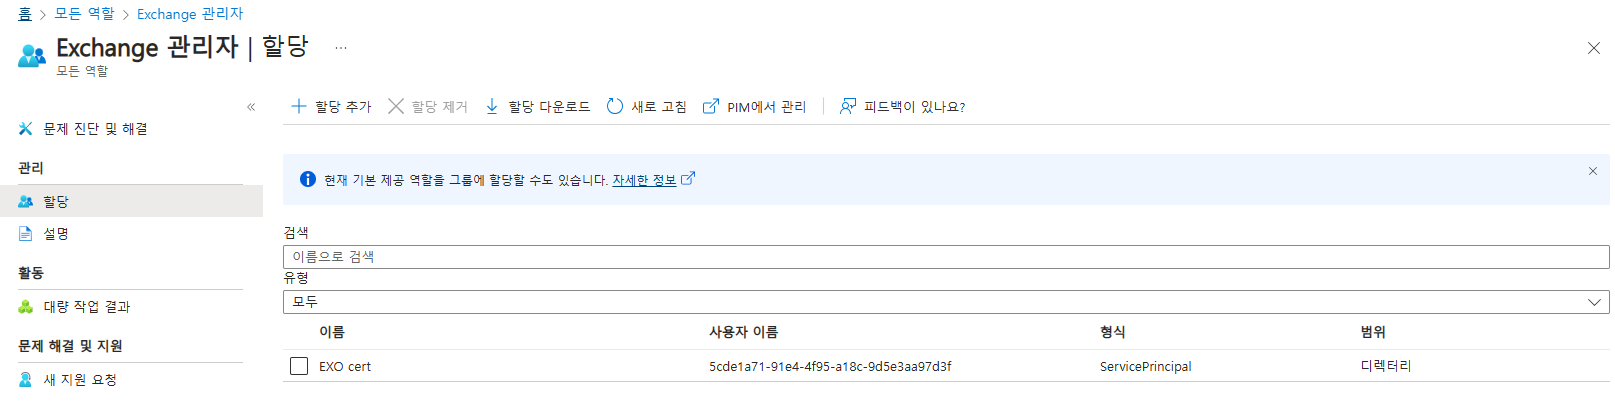 홈 > 모든 역할 > Exchange 관리자
Exchange 관리자 | 할당 ...
모든 역할
«
문제 진단 및 해결
관리
할당
설명
활동
대량 작업 결과
문제 해결 및 지원
새 지원 요청
할당 추가 할당 제거 할당 다운로드 새로 고침 PIM에서 관리 피드백이 있나요?
현재 기본 제공 역할을 그룹에 할당할 수도 있습니다. 자세한 정보
검색
이름으로 검색
유형
모두
이름 사용자 이름 형식 범위
EXO cert 5cde1a71-91e4-4f95-a18c-9d5e3aa97d3f ServicePrincipal 디렉터리